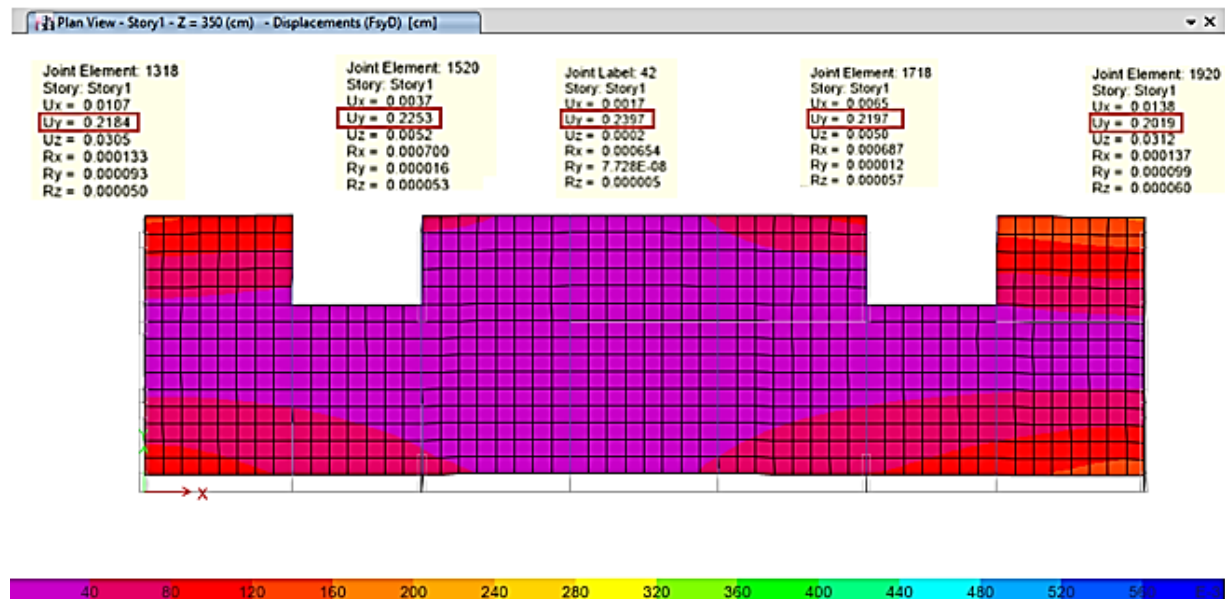 Plan View - Story1 - Z = 350 (cm) - Displacements (FsyD) [cm]
Joint Element: 1318
Story: Story1
Ux = 0.0107
Uy = 0.2184
Uz = 0.0305
Rx = 0.000133
Ry = 0.000093
Rz = 0.000050
Joint Element: 1520
Story: Story1
Ux = 0.0037
Uy = 0.2253
Uz = 0.0052
Rx = 0.000700
Ry = 0.000016
Rz = 0.000053
Joint Label: 42
Story: Story1
Ux = 0.0017
Uy = 0.2397
Uz = 0.0002
Rx = 0.000654
Ry = 7.728E-08
Rz = 0.000005
Joint Element: 1718
Story: Story1
Ux = 0.0065
Uy = 0.2197
Uz = 0.0050
Rx = 0.000687
Ry = 0.000012
Rz = 0.000057
Joint Element: 1920
Story: Story1
Ux = 0.0138
Uy = 0.2019
Uz = 0.0312
Rx = 0.000137
Ry = 0.000099
Rz = 0.000060
X
40 80 120 160 200 240 280 320 360 400 440 480 520